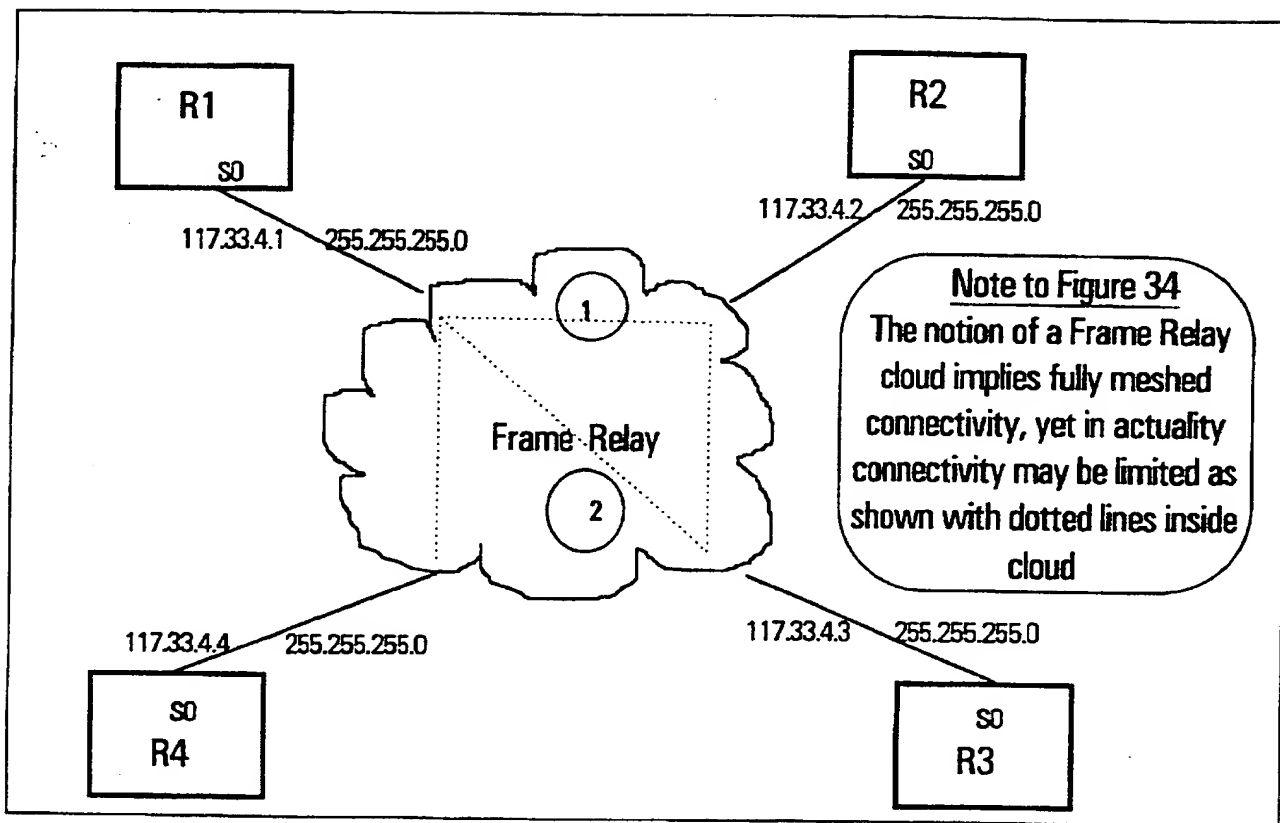 R1
S0
R2
S0
117.33.4.1 255.255.255.0
117.33.4.2 255.255.255.0
1
Frame Relay
2
Note to Figure 34
The notion of a Frame Relay
cloud implies fully meshed
connectivity, yet in actuality
connectivity may be limited as
shown with dotted lines inside
cloud
117.33.4.4 255.255.255.0
117.33.4.3 255.255.255.0
S0
R4
S0
R3